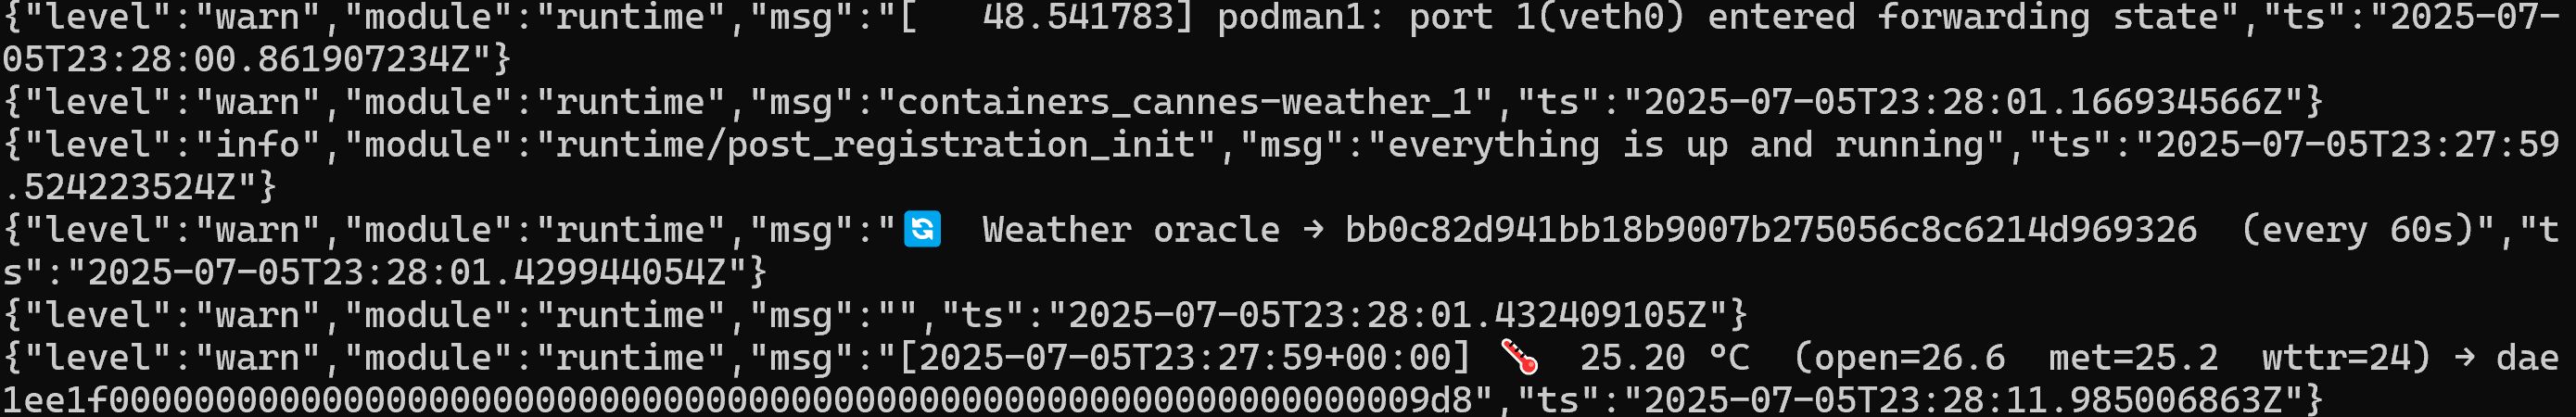 {"level":"warn","module":"runtime","msg":"[   48.541783] podman1: port 1(veth0) entered forwarding state","ts":"2025-07-
05T23:28:00.861907234Z"}
{"level":"warn","module":"runtime","msg":"containers_cannes-weather_1","ts":"2025-07-05T23:28:01.166934566Z"}
{"level":"info","module":"runtime/post_registration_init","msg":"everything is up and running","ts":"2025-07-05T23:27:59
.524223524Z"}
{"level":"warn","module":"runtime","msg":"🔄  Weather oracle → bb0c82d941bb18b9007b275056c8c6214d969326  (every 60s)","t
s":"2025-07-05T23:28:01.429944054Z"}
{"level":"warn","module":"runtime","msg":"","ts":"2025-07-05T23:28:01.432409105Z"}
{"level":"warn","module":"runtime","msg":"[2025-07-05T23:27:59+00:00] 🌡  25.20 °C  (open=26.6  met=25.2  wttr=24) → dae
1ee1f00000000000000000000000000000000000000000000000000000000000009d8","ts":"2025-07-05T23:28:11.985006863Z"}